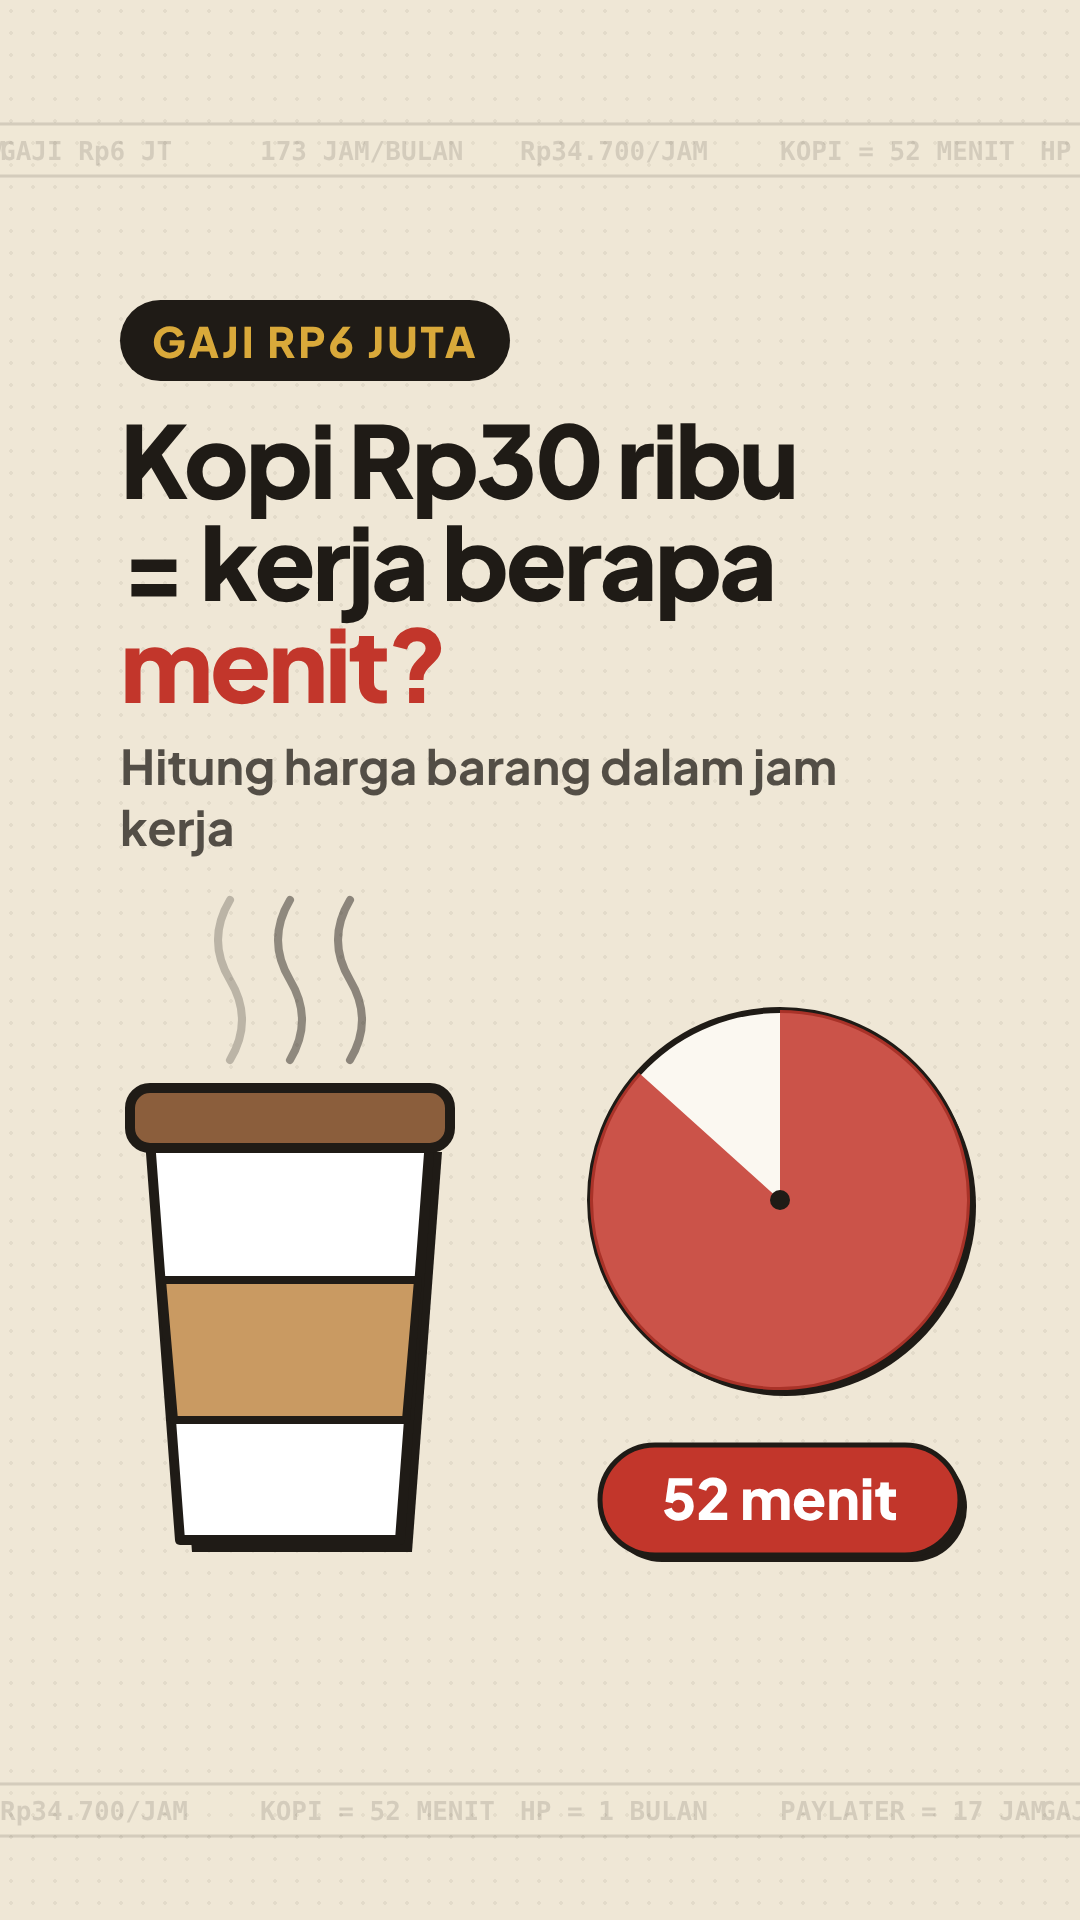 GAJI Rp6 JT 173 JAM/BULAN Rp34.700/JAM KOPI = 52 MENIT HP
GAJI RP6 JUTA
Kopi Rp30 ribu
= kerja berapa
menit?
Hitung harga barang dalam jam
kerja
52 menit
Rp34.700/JAM KOPI = 52 MENIT HP = 1 BULAN PAYLATER = 17 JAM